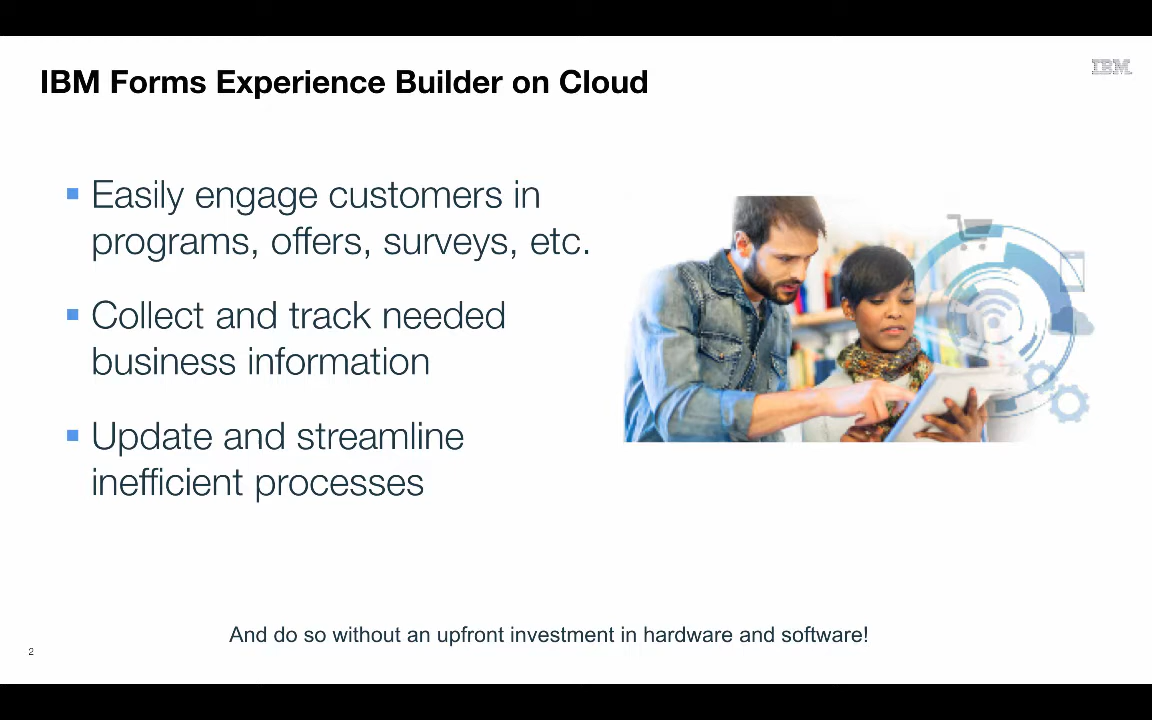 IBM Forms Experience Builder on Cloud
IBM
▪ Easily engage customers in
programs, offers, surveys, etc.
▪ Collect and track needed
business information
▪ Update and streamline
inefficient processes
And do so without an upfront investment in hardware and software!
2